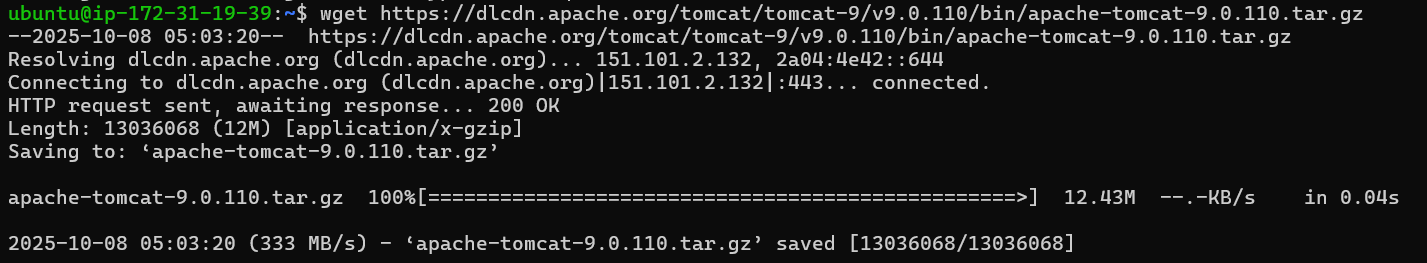 ubuntu@ip-172-31-19-39:~$ wget https://dlcdn.apache.org/tomcat/tomcat-9/v9.0.110/bin/apache-tomcat-9.0.110.tar.gz
--2025-10-08 05:03:20--  https://dlcdn.apache.org/tomcat/tomcat-9/v9.0.110/bin/apache-tomcat-9.0.110.tar.gz
Resolving dlcdn.apache.org (dlcdn.apache.org)... 151.101.2.132, 2a04:4e42::644
Connecting to dlcdn.apache.org (dlcdn.apache.org)|151.101.2.132|:443... connected.
HTTP request sent, awaiting response... 200 OK
Length: 13036068 (12M) [application/x-gzip]
Saving to: ‘apache-tomcat-9.0.110.tar.gz’
apache-tomcat-9.0.110.tar.gz  100%[=================================================>]  12.43M  --.-KB/s    in 0.04s
2025-10-08 05:03:20 (333 MB/s) - ‘apache-tomcat-9.0.110.tar.gz’ saved [13036068/13036068]